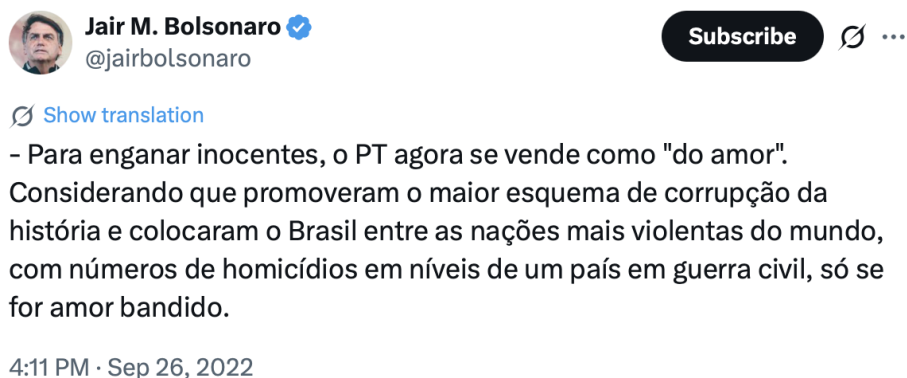 Jair M. Bolsonaro
@jairbolsonaro
Subscribe
Show translation
- Para enganar inocentes, o PT agora se vende como "do amor".
Considerando que promoveram o maior esquema de corrupção da
história e colocaram o Brasil entre as nações mais violentas do mundo,
com números de homicídios em níveis de um país em guerra civil, só se
for amor bandido.
4:11 PM · Sep 26, 2022